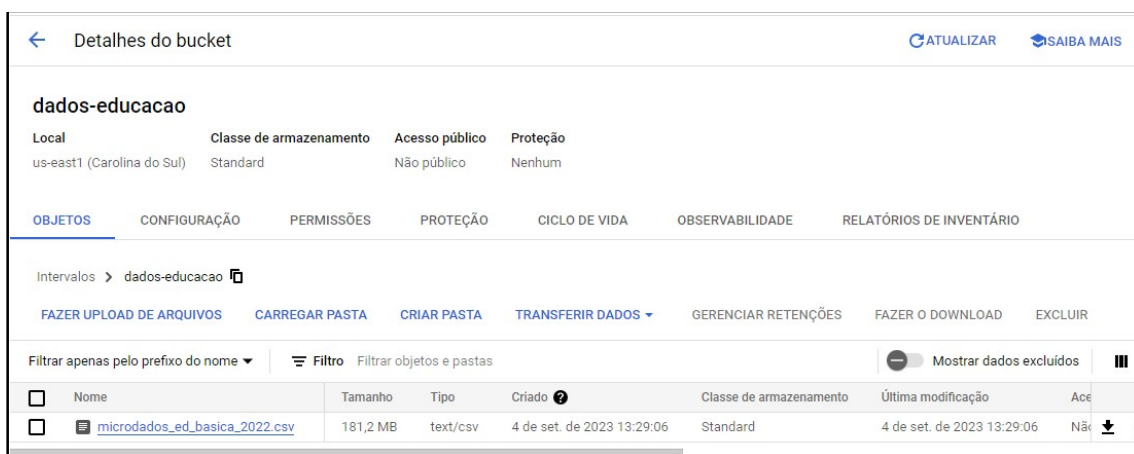 Detalhes do bucket ATUALIZAR SAIBA MAIS
dados-educacao
Local Classe de armazenamento Acesso público Proteção
us-east1 (Carolina do Sul) Standard Não público Nenhum
OBJETOS CONFIGURAÇÃO PERMISSÕES PROTEÇÃO CICLO DE VIDA OBSERVABILIDADE RELATÓRIOS DE INVENTÁRIO
Intervalos > dados-educacao
FAZER UPLOAD DE ARQUIVOS CARREGAR PASTA CRIAR PASTA TRANSFERIR DADOS GERENCIAR RETENÇÕES FAZER O DOWNLOAD EXCLUIR
Filtrar apenas pelo prefixo do nome Filtro Filtrar objetos e pastas Mostrar dados excluídos
Nome Tamanho Tipo Criado Classe de armazenamento Última modificação Ace
microdados_ed_basica_2022.csv 181,2 MB text/csv 4 de set. de 2023 13:29:06 Standard 4 de set. de 2023 13:29:06 Nã